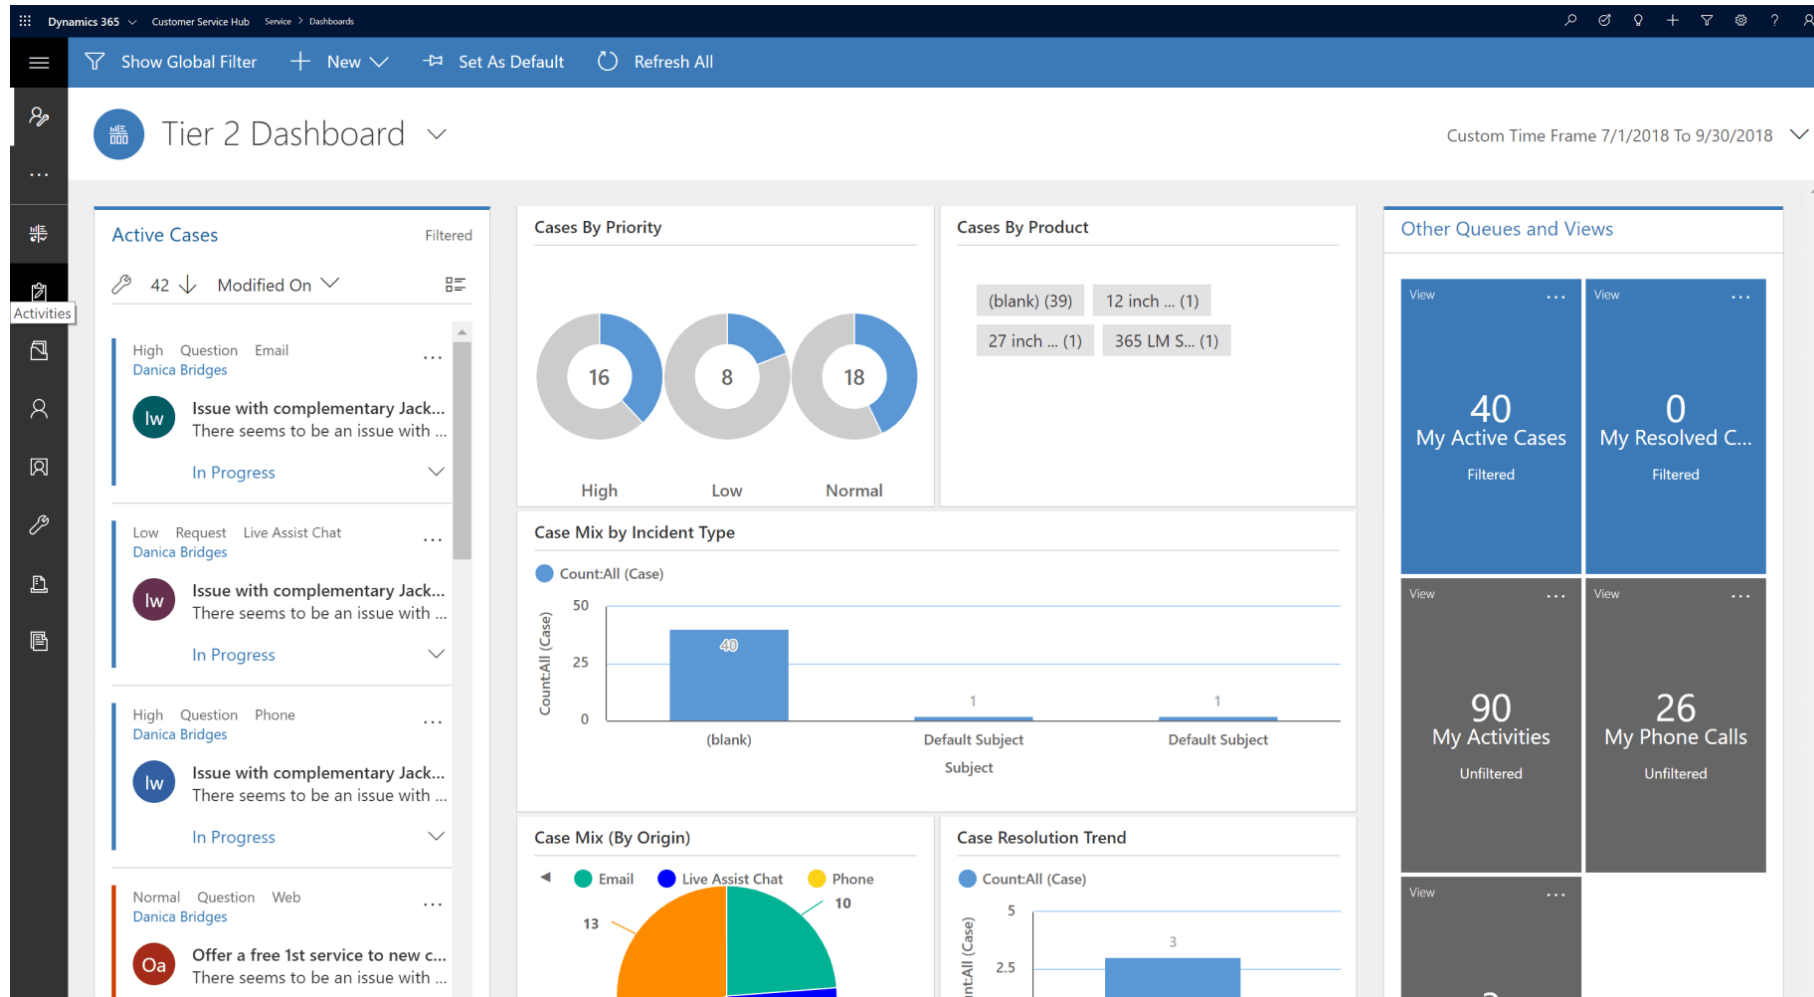 Dynamics 365 Customer Service Hub Service > Dashboards
Show Global Filter New Set As Default Refresh All
Tier 2 Dashboard
Custom Time Frame 7/1/2018 To 9/30/2018
Activities
Active Cases Filtered
42 Modified On
High Question Email
Danica Bridges
Iw
Issue with complementary Jack...
There seems to be an issue with ...
In Progress
Low Request Live Assist Chat
Danica Bridges
Iw
Issue with complementary Jack...
There seems to be an issue with ...
In Progress
High Question Phone
Danica Bridges
Iw
Issue with complementary Jack...
There seems to be an issue with ...
In Progress
Normal Question Web
Danica Bridges
Oa
Offer a free 1st service to new c...
There seems to be an issue with ...
Cases By Priority
16 8 18
High Low Normal
Cases By Product
(blank) (39) 12 inch ... (1)
27 inch ... (1) 365 LM S... (1)
Case Mix by Incident Type
Count:All (Case)
Count:All (Case)
50
25
0
40
1
1
(blank) Default Subject Default Subject
Subject
Case Mix (By Origin)
Email Live Assist Chat Phone
13
10
Case Resolution Trend
Count:All (Case)
5
2.5
3
Other Queues and Views
View
40
My Active Cases
Filtered
View
0
My Resolved C...
Filtered
View
90
My Activities
Unfiltered
View
26
My Phone Calls
Unfiltered
View